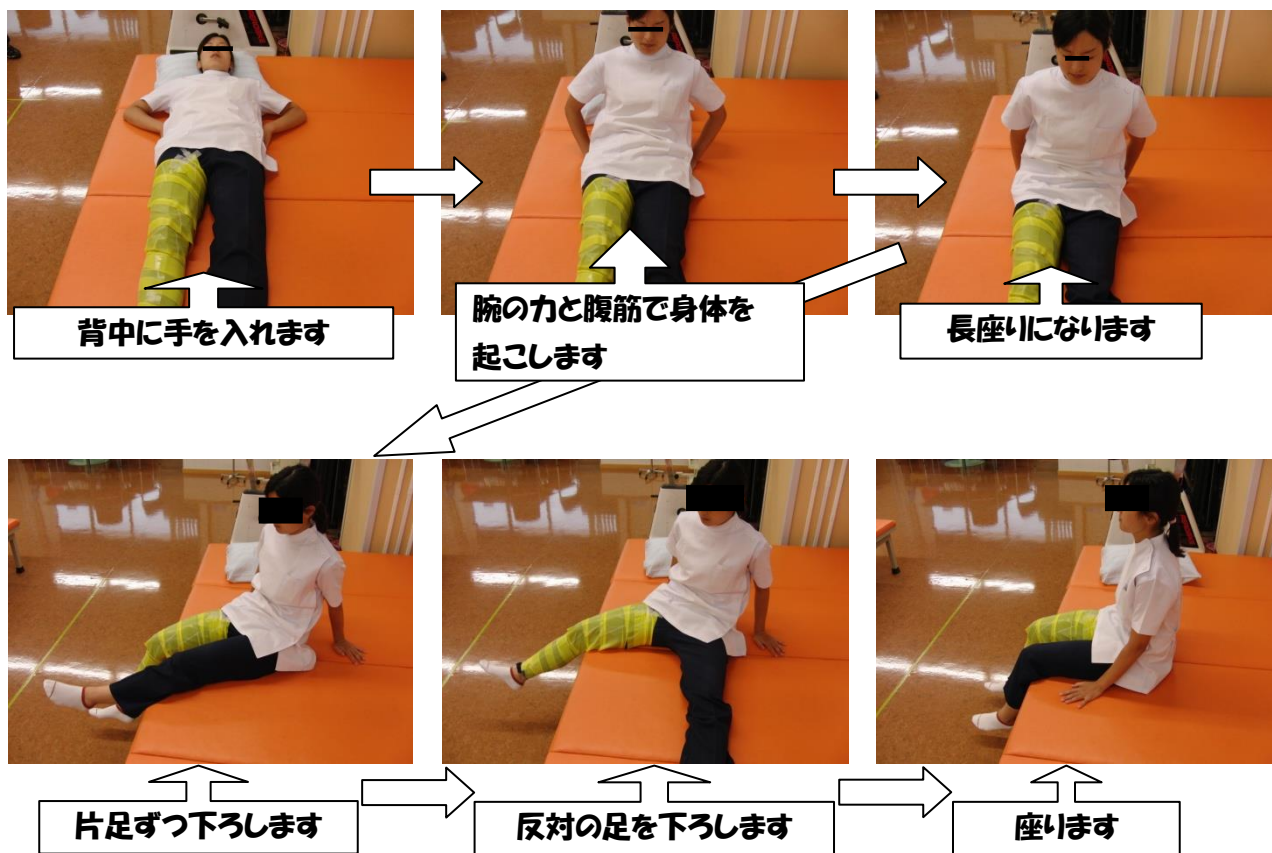 背中に手を入れます
腕の力と腹筋で身体を
起こします
長座りになります
片足ずつ下ろします
反対の足を下ろします
座ります